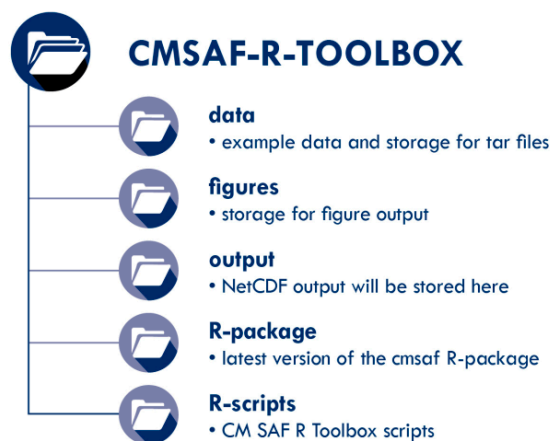 CMSAF-R-TOOLBOX
data
• example data and storage for tar files
figures
• storage for figure output
output
• NetCDF output will be stored here
R-package
• latest version of the cmsaf R-package
R-scripts
• CM SAF R Toolbox scripts